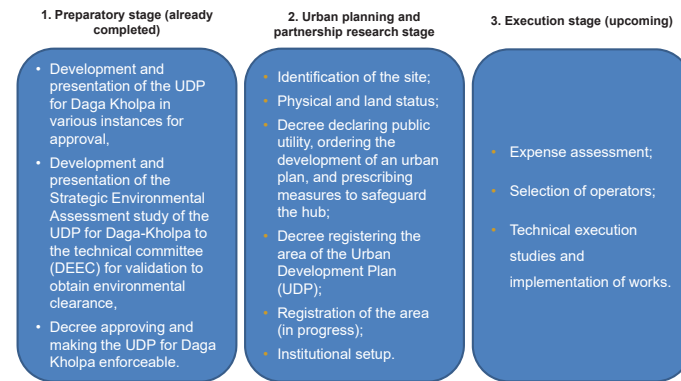 1. Preparatory stage (already
completed)
• Development and
presentation of the UDP
for Daga Kholpa in
various instances for
approval,
• Development and
presentation of the
Strategic Environmental
Assessment study of the
UDP for Daga-Kholpa to
the technical committee
(DEEC) for validation to
obtain environmental
clearance,
• Decree approving and
making the UDP for Daga
Kholpa enforceable.
2. Urban planning and
partnership research stage
• Identification of the site;
• Physical and land status;
• Decree declaring public
utility, ordering the
development of an urban
plan, and prescribing
measures to safeguard
the hub;
• Decree registering the
area of the Urban
Development Plan
(UDP);
• Registration of the area
(in progress);
• Institutional setup.
3. Execution stage (upcoming)
• Expense assessment;
• Selection of operators;
• Technical execution
studies and
implementation of works.